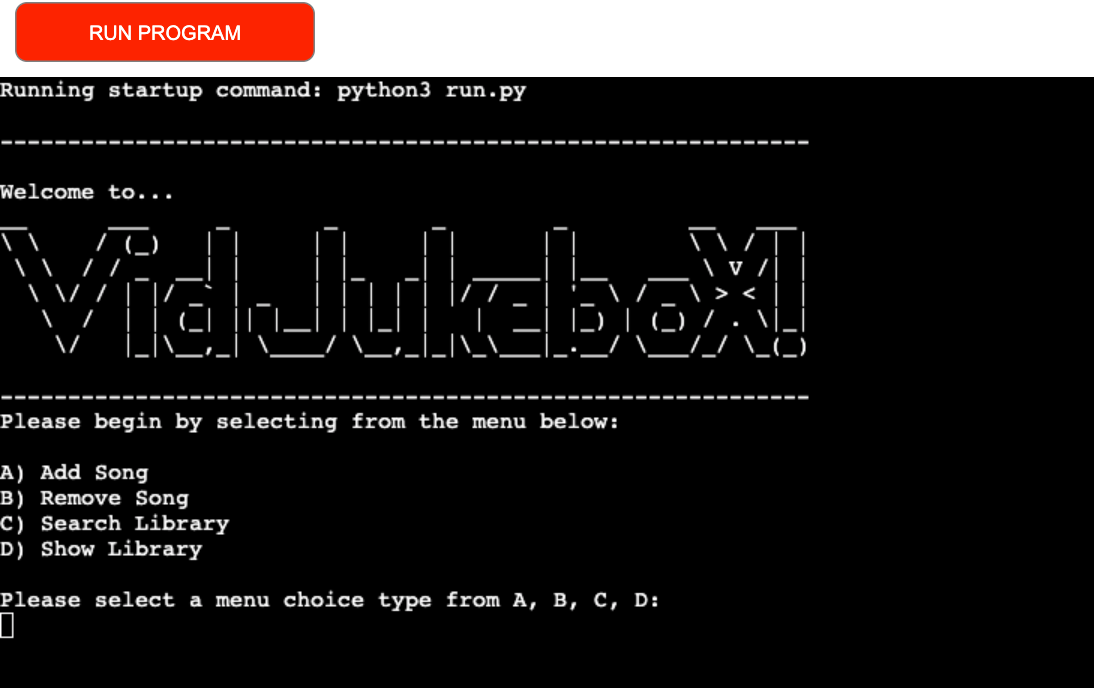 RUN PROGRAM
Running startup command: python3 run.py
------------------------------------------------------------
Welcome to...
VidJukeboX!
------------------------------------------------------------
Please begin by selecting from the menu below:
A) Add Song
B) Remove Song
C) Search Library
D) Show Library
Please select a menu choice type from A, B, C, D: